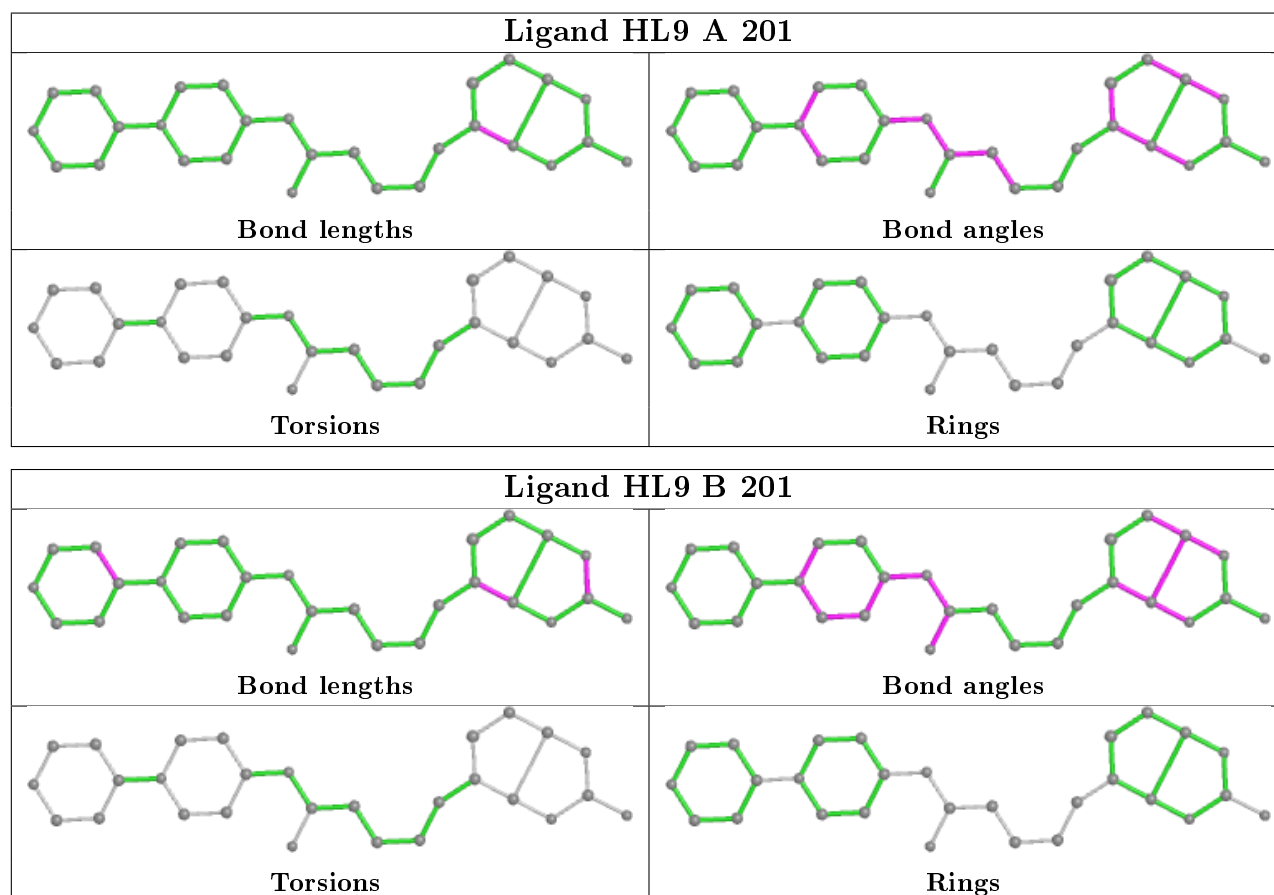 Ligand HL9 A 201
Bond lengths
Bond angles
Torsions
Rings
Ligand HL9 B 201
Bond lengths
Bond angles
Torsions
Rings